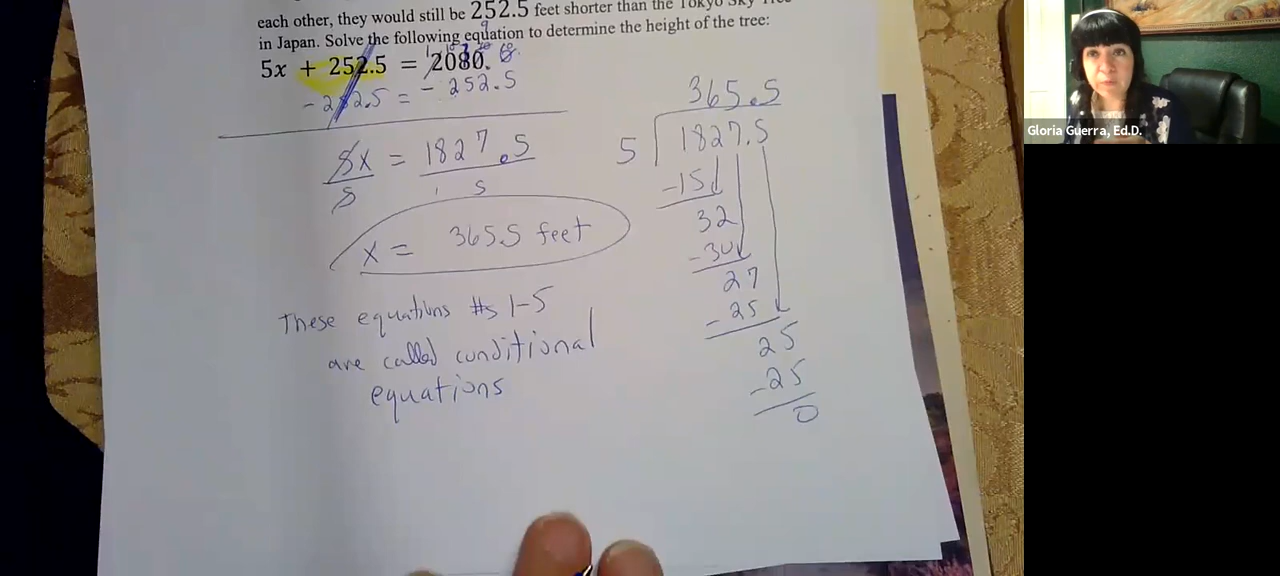 each other, they would still be 252.5 feet shorter than the Tokyo Sky Tree
in Japan. Solve the following equation to determine the height of the tree:
5x + 252.5 = 2080.
- 252.5 = - 252.5
5x = 1827.5
5 5
x = 365.5 feet
These equations #s 1-5
are called conditional
equations
365.5
5 1827.5
-15
32
-30
27
-25
25
-25
0
Gloria Guerra, Ed.D.